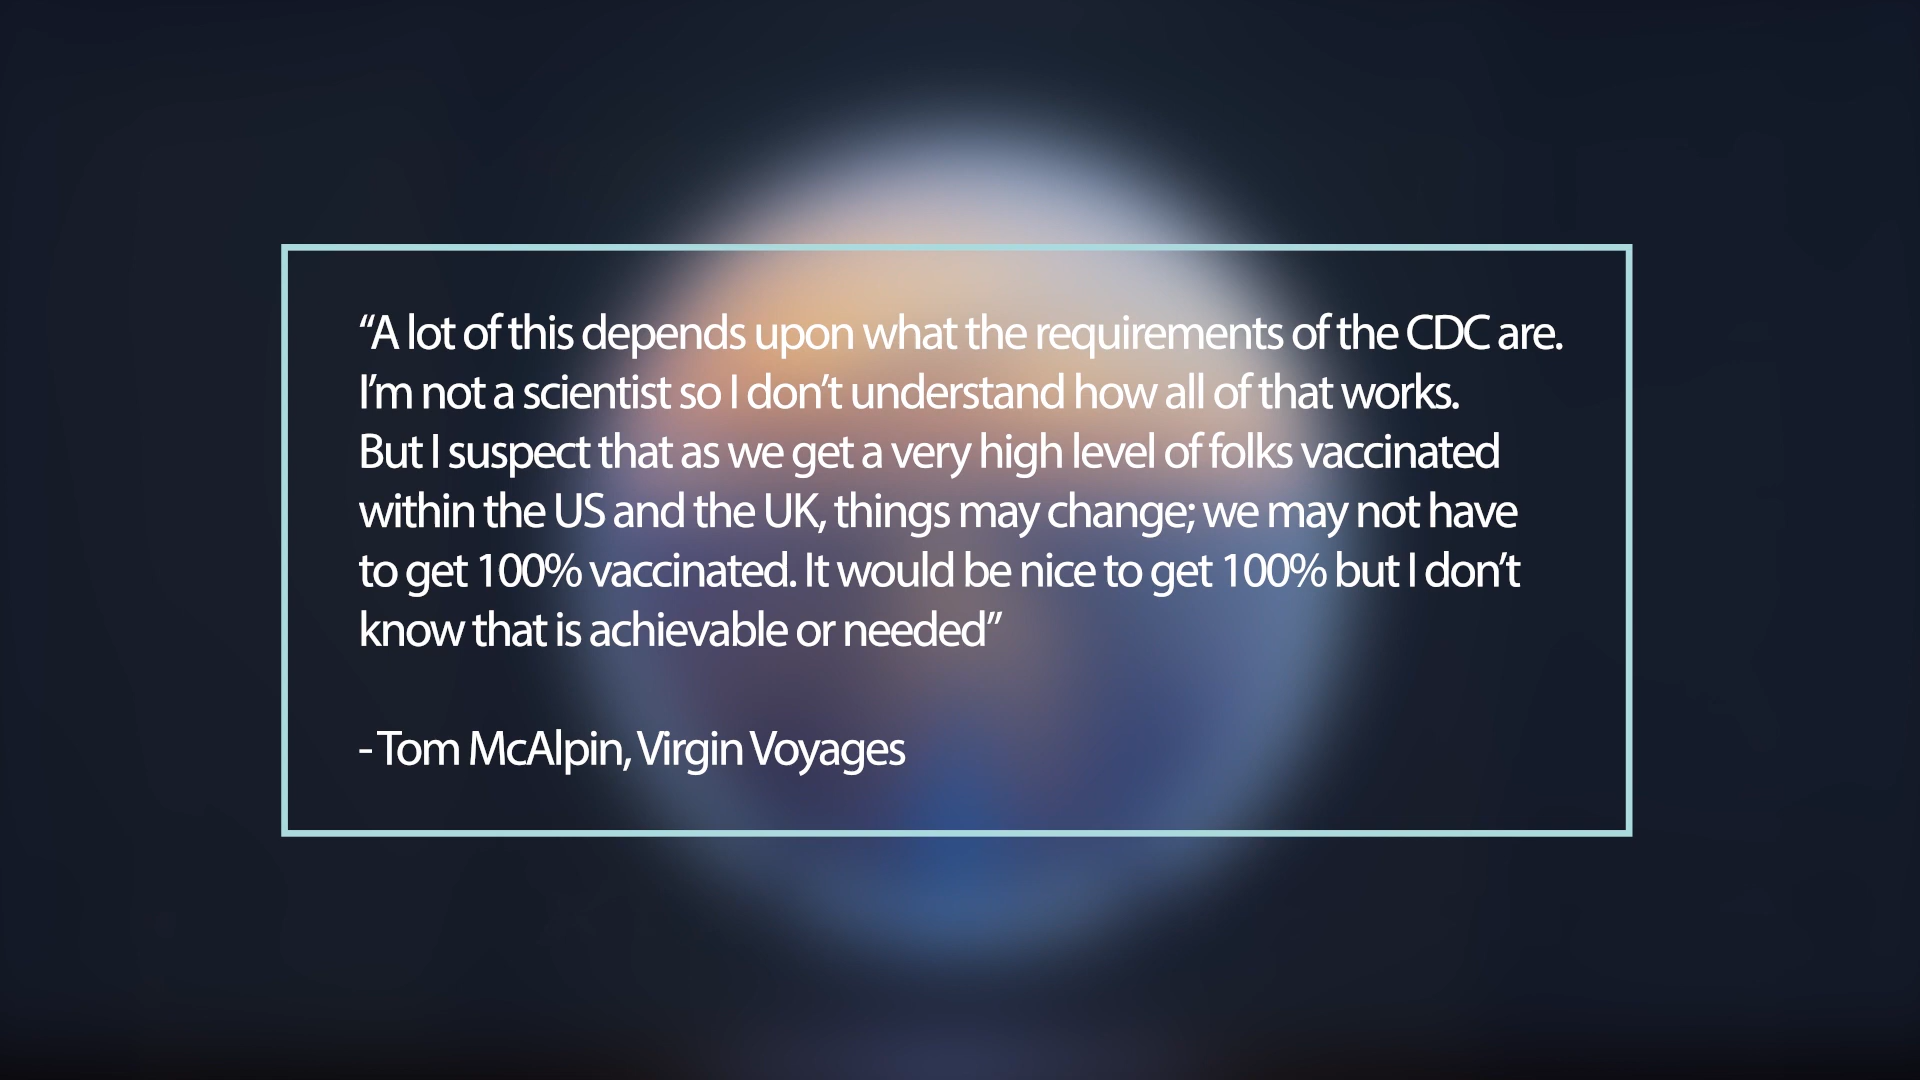 “A lot of this depends upon what the requirements of the CDC are.
I’m not a scientist so I don’t understand how all of that works.
But I suspect that as we get a very high level of folks vaccinated
within the US and the UK, things may change; we may not have
to get 100% vaccinated. It would be nice to get 100% but I don’t
know that is achievable or needed”
- Tom McAlpin, Virgin Voyages